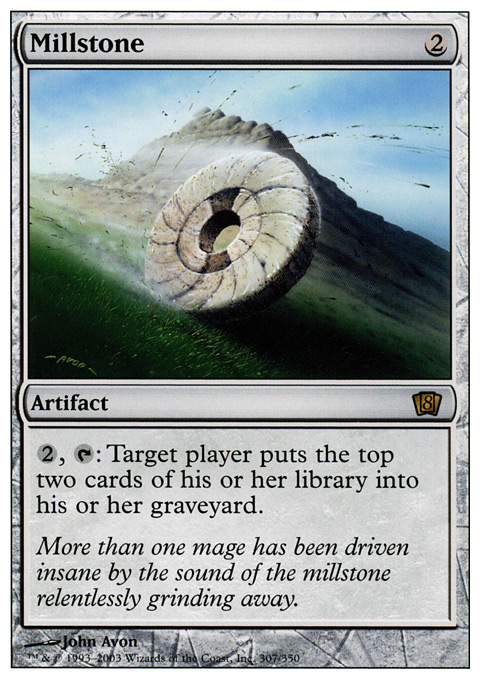 Millstone 2
AVON
Artifact 8
2, : Target player puts the top
two cards of his or her library into
his or her graveyard.
More than one mage has been driven
insane by the sound of the millstone
relentlessly grinding away.
John Avon
™ & © 1993–2003 Wizards of the Coast, Inc. 307/350